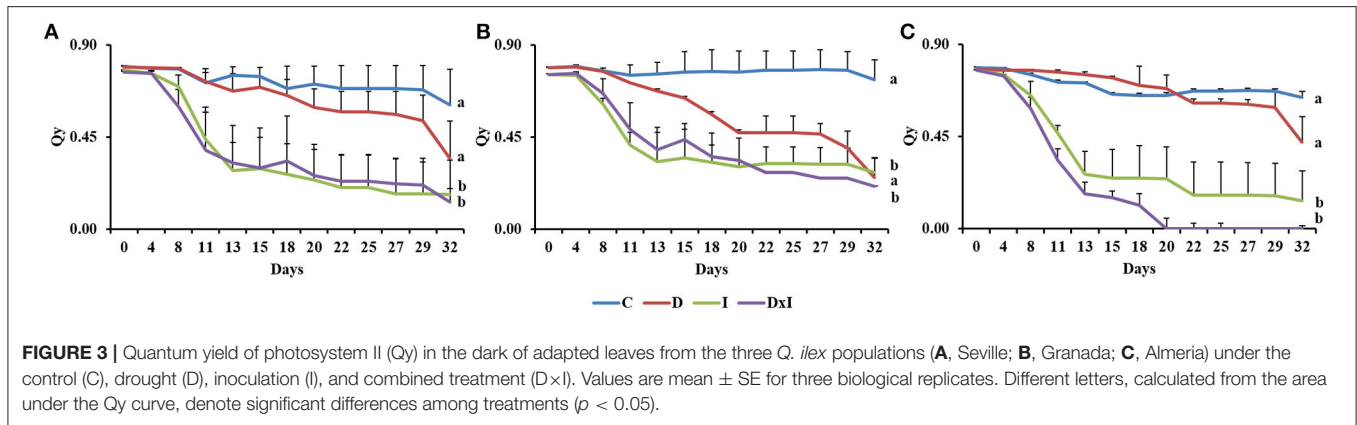 A
B
C
0.90
0.45
0.00
Qy
a
a
b
b
0 4 8 11 13 15 18 20 22 25 27 29 32
Days
0.90
0.45
0.00
Qy
a
b
a
b
0 4 8 11 13 15 18 20 22 25 27 29 32
Days
0.90
0.45
0.00
Qy
a
a
b
b
0 4 8 11 13 15 18 20 22 25 27 29 32
Days
C D I DxI
FIGURE 3 | Quantum yield of photosystem II (Qy) in the dark of adapted leaves from the three Q. ilex populations (A, Seville; B, Granada; C, Almeria) under the
control (C), drought (D), inoculation (I), and combined treatment (D×I). Values are mean ± SE for three biological replicates. Different letters, calculated from the area
under the Qy curve, denote significant differences among treatments (p < 0.05).